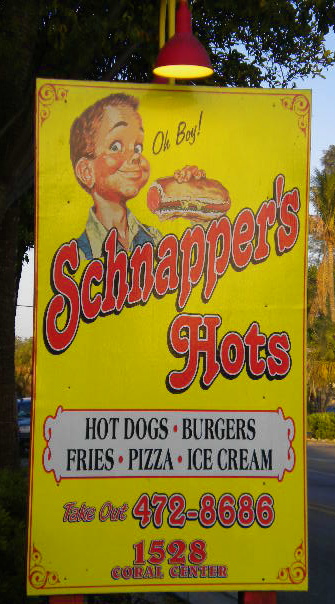 Oh Boy!
Schnapper's
Hots
HOT DOGS • BURGERS
FRIES • PIZZA • ICE CREAM
Take Out 472-8686
1528
CORAL CENTER